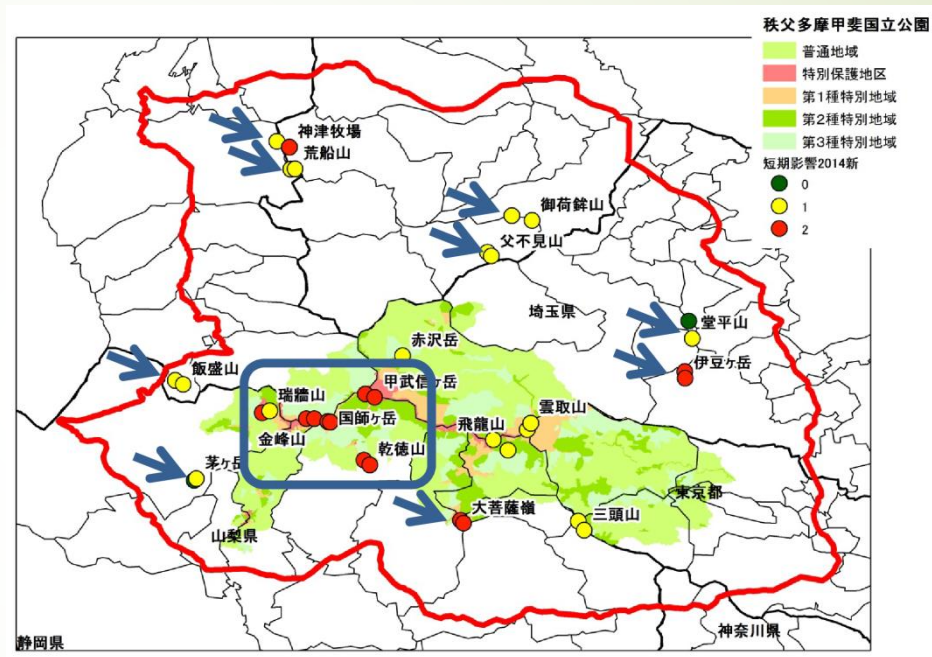 秩父多摩甲斐国立公園
普通地域
特別保護地区
第1種特別地域
第2種特別地域
第3種特別地域
短期影響2014新
0
1
2
神津牧場
荒船山
御荷鉾山
父不見山
埼玉県
堂平山
伊豆ヶ岳
赤沢岳
飯盛山
瑞牆山
甲武信ヶ岳
金峰山
国師ヶ岳
雲取山
飛龍山
乾徳山
茅ヶ岳
大菩薩嶺
三頭山
東京都
山梨県
静岡県
神奈川県